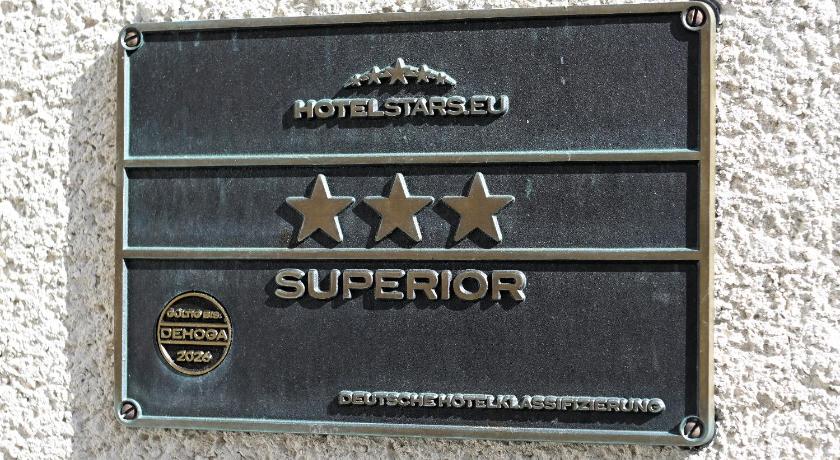 HOTELSTARS.EU
SUPERIOR
GÜLTIG BIS:
DEHOGA
2026
DEUTSCHE HOTELKLASSIFIZIERUNG